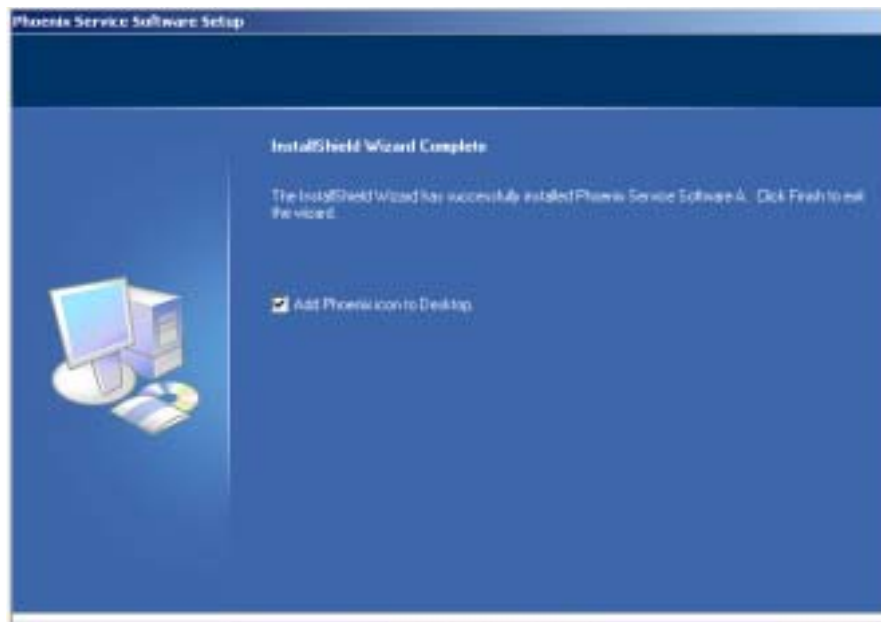 Phoenix Service Software Setup
InstallShield Wizard Complete
The InstallShield Wizard has successfully installed Phoenix Service Software A. Click Finish to exit
the wizard.
Add Phoenix icon to Desktop.